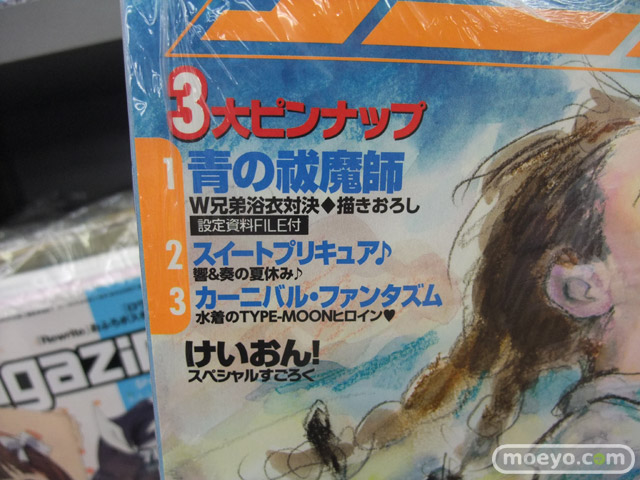 3大ピンナップ
1 青の祓魔師
W兄弟浴衣対決◆描きおろし
設定資料FILE付
2 スイートプリキュア♪
響&奏の夏休み♪
3 カーニバル・ファンタズム
水着のTYPE-MOONヒロイン♥
けいおん!
スペシャルすごろく
agazin
moeyo.com